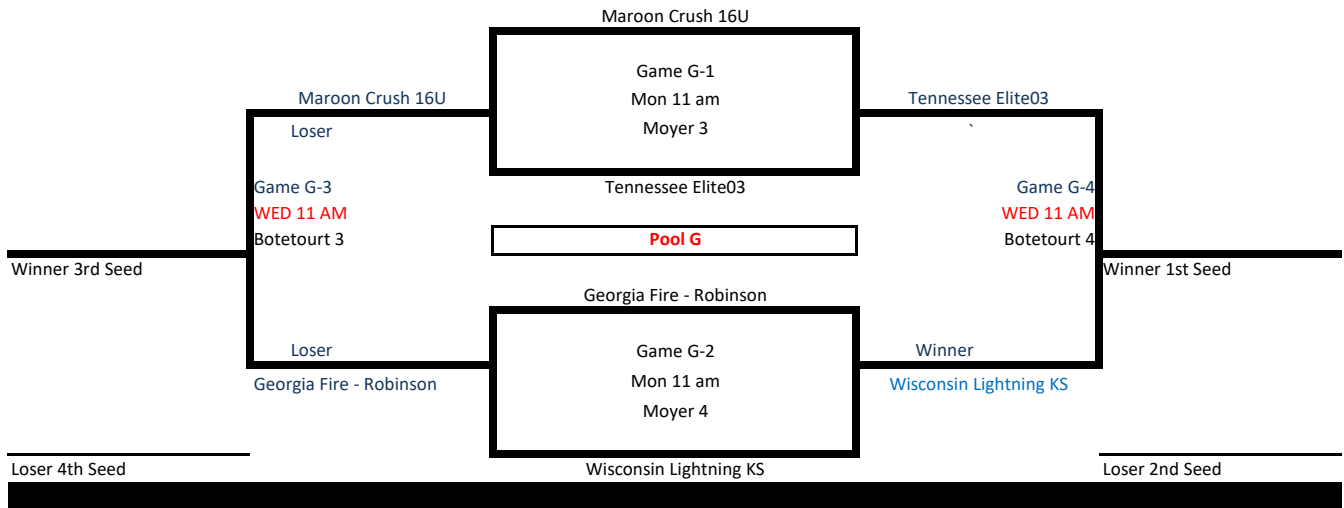 Maroon Crush 16U
Game G-1
Mon 11 am
Moyer 3
Maroon Crush 16U
Loser
Tennessee Elite03
`
Tennessee Elite03
Game G-3
WED 11 AM
Botetourt 3
Pool G
Game G-4
WED 11 AM
Botetourt 4
Winner 3rd Seed
Winner 1st Seed
Georgia Fire - Robinson
Game G-2
Mon 11 am
Moyer 4
Loser
Georgia Fire - Robinson
Winner
Wisconsin Lightning KS
Loser 4th Seed
Wisconsin Lightning KS
Loser 2nd Seed